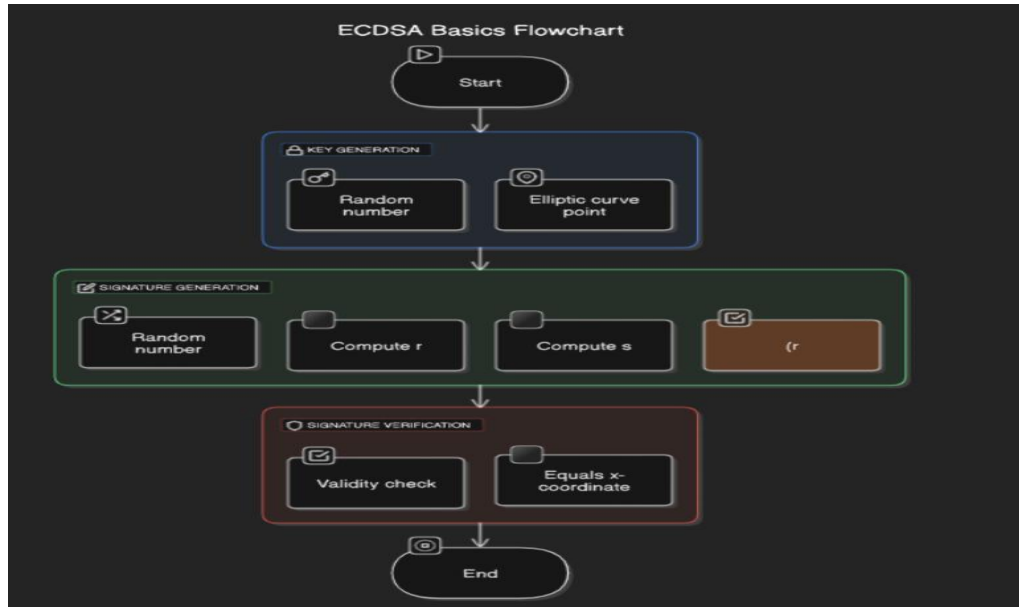 ECDSA Basics Flowchart
Start
KEY GENERATION
Random
number
Elliptic curve
point
SIGNATURE GENERATION
Random
number
Compute r
Compute s
(r
SIGNATURE VERIFICATION
Validity check
Equals x-
coordinate
End